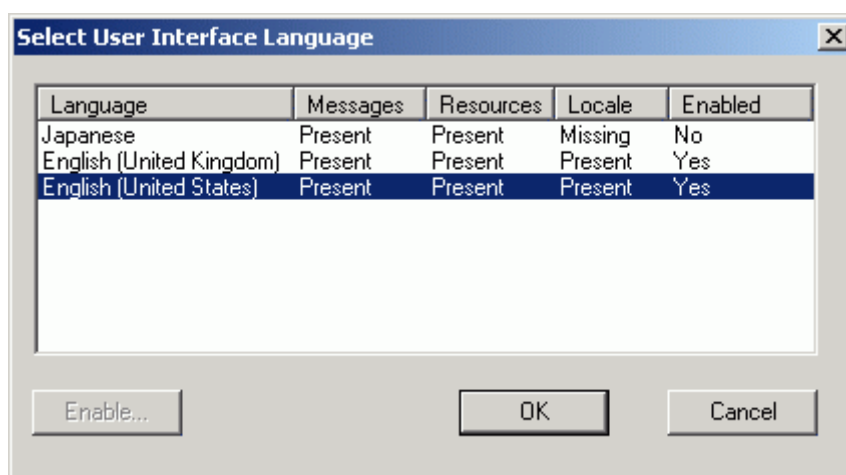 Select User Interface Language
Language Messages Resources Locale Enabled
Japanese Present Present Missing No
English (United Kingdom) Present Present Present Yes
English (United States) Present Present Present Yes
Enable... OK Cancel